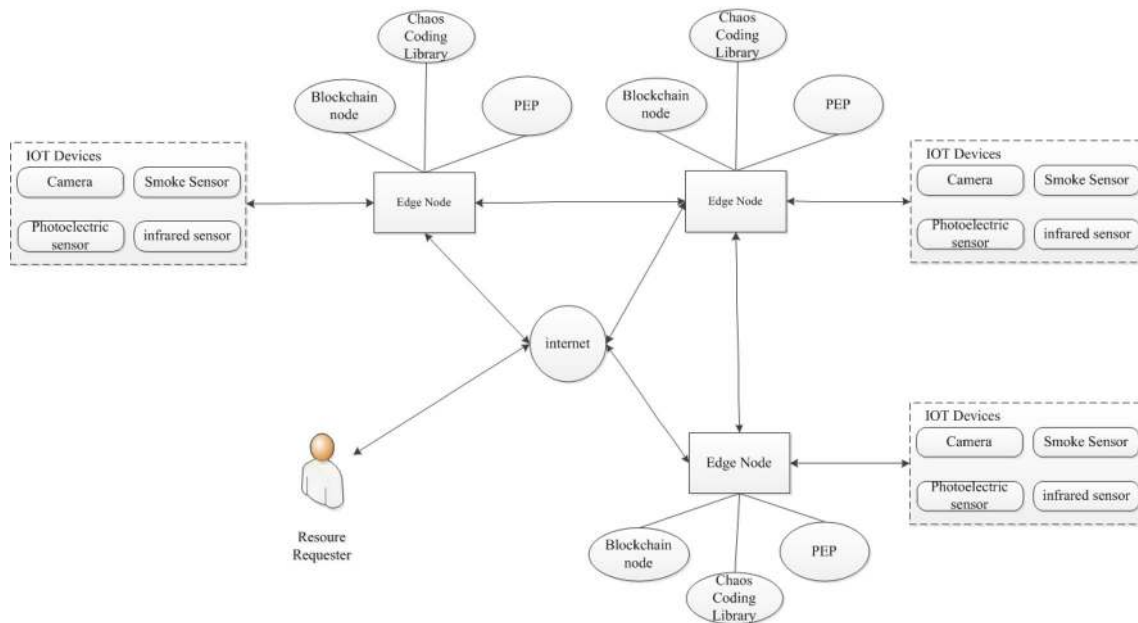 Chaos
Coding
Library
Blockchain
node
PEP
Chaos
Coding
Library
Blockchain
node
PEP
IOT Devices
Camera
Smoke Sensor
Photoelectric
sensor
infrared sensor
Edge Node
Edge Node
IOT Devices
Camera
Smoke Sensor
Photoelectric
sensor
infrared sensor
internet
Resoure
Requester
Edge Node
IOT Devices
Camera
Smoke Sensor
Photoelectric
sensor
infrared sensor
Blockchain
node
Chaos
Coding
Library
PEP